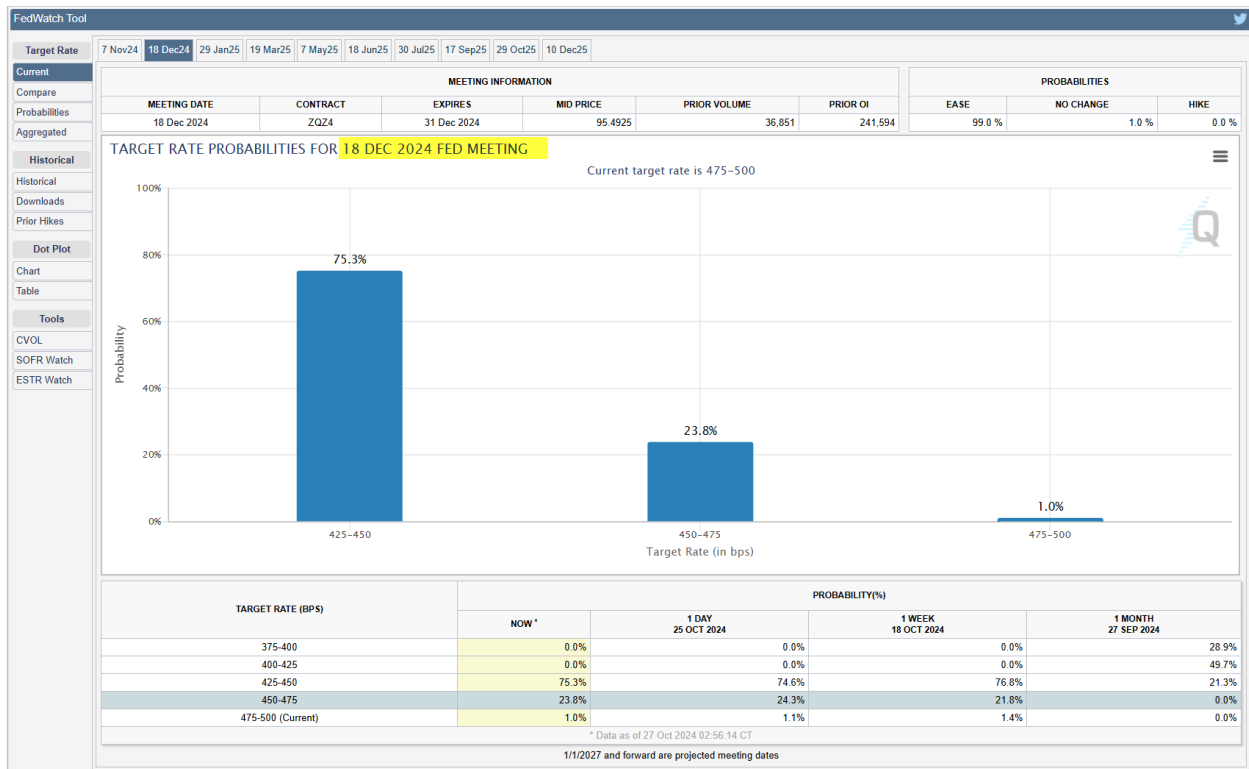 FedWatch Tool
Target Rate
Current
Compare
Probabilities
Aggregated
Historical
Historical
Downloads
Prior Hikes
Dot Plot
Chart
Table
Tools
CVOL
SOFR Watch
ESTR Watch
7 Nov24 18 Dec24 29 Jan25 19 Mar25 7 May25 18 Jun25 30 Jul25 17 Sep25 29 Oct25 10 Dec25
MEETING INFORMATION
MEETING DATE CONTRACT EXPIRES MID PRICE PRIOR VOLUME PRIOR OI
18 Dec 2024 ZQZ4 31 Dec 2024 95.4925 36,851 241,594
PROBABILITIES
EASE NO CHANGE HIKE
99.0 % 1.0 % 0.0 %
TARGET RATE PROBABILITIES FOR 18 DEC 2024 FED MEETING
Current target rate is 475-500
Q
Probability
100%
80%
60%
40%
20%
0%
75.3%
23.8%
1.0%
425-450 450-475 475-500
Target Rate (in bps)
TARGET RATE (BPS) PROBABILITY(%)
NOW * 1 DAY 1 WEEK 1 MONTH
25 OCT 2024 18 OCT 2024 27 SEP 2024
375-400 0.0% 0.0% 0.0% 28.9%
400-425 0.0% 0.0% 0.0% 49.7%
425-450 75.3% 74.6% 76.8% 21.3%
450-475 23.8% 24.3% 21.8% 0.0%
475-500 (Current) 1.0% 1.1% 1.4% 0.0%
* Data as of 27 Oct 2024 02:56:14 CT
1/1/2027 and forward are projected meeting dates